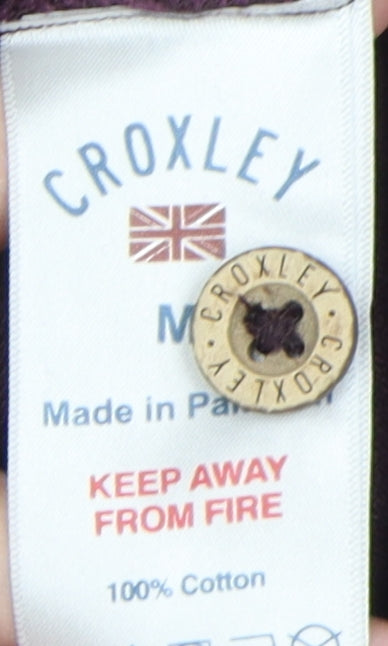 CROXLEY
M
CROXLEY · CROXLEY ·
Made in
KEEP AWAY
FROM FIRE
100% Cotton